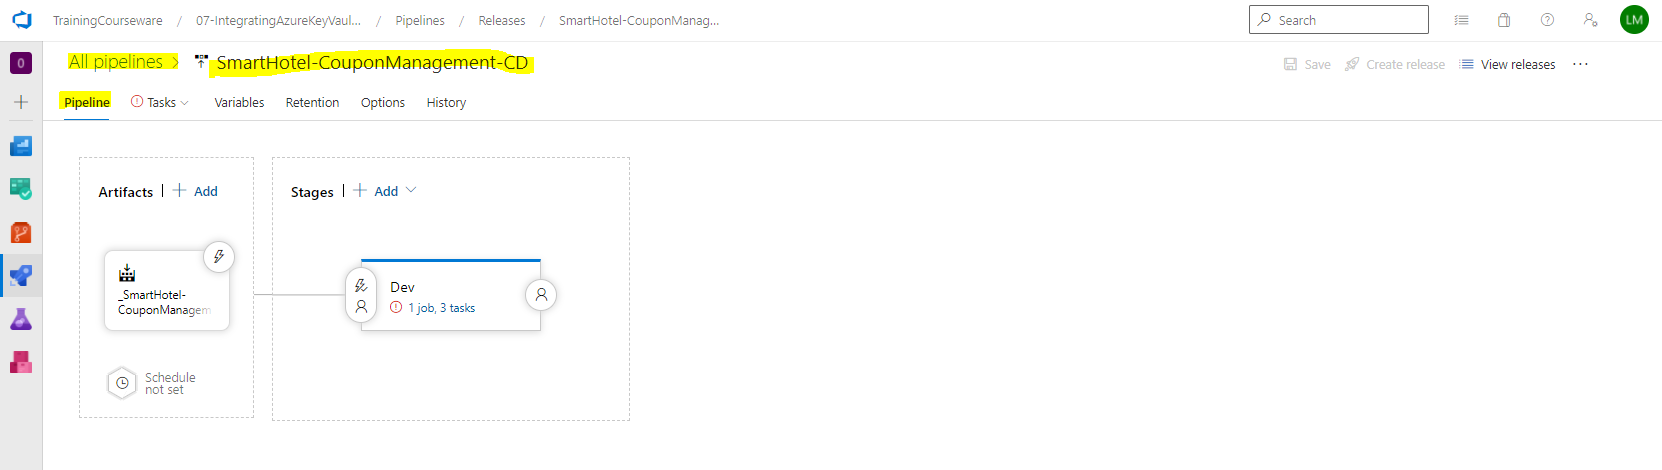 TrainingCourseware / 07-IntegratingAzureKeyVaul... / Pipelines / Releases / SmartHotel-CouponManag...
Search
LM
O
All pipelines > SmartHotel-CouponManagement-CD
Save
Create release
View releases
...
Pipeline
Tasks
Variables
Retention
Options
History
Artifacts | + Add
Stages | + Add
_SmartHotel-
CouponManagem
Dev
1 job, 3 tasks
Schedule
not set